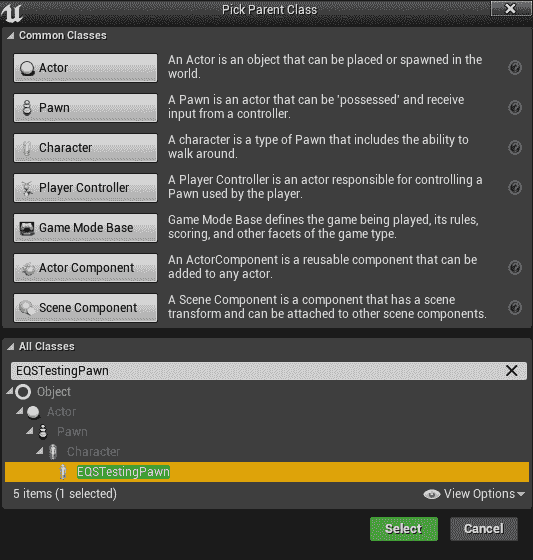 Pick Parent Class
Common Classes
Actor
An Actor is an object that can be placed or spawned in the
world.
Pawn
A Pawn is an actor that can be 'possessed' and receive
input from a controller.
Character
A character is a type of Pawn that includes the ability to
walk around.
Player Controller
A Player Controller is an actor responsible for controlling a
Pawn used by the player.
Game Mode Base
Game Mode Base defines the game being played, its rules,
scoring, and other facets of the game type.
Actor Component
An ActorComponent is a reusable component that can be
added to any actor.
Scene Component
A Scene Component is a component that has a scene
transform and can be attached to other scene components.
All Classes
EQSTestingPawn
Object
Actor
Pawn
Character
EQSTestingPawn
5 items (1 selected)
View Options
Select
Cancel